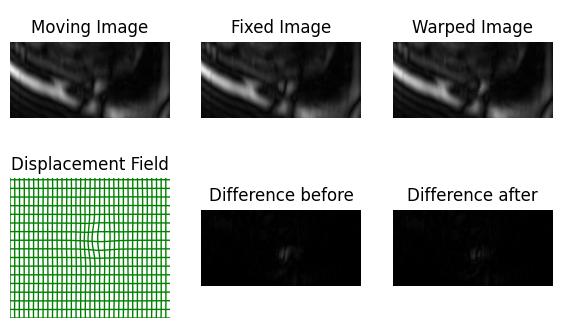 Moving Image
Fixed Image
Warped Image
Displacement Field
Difference before
Difference after